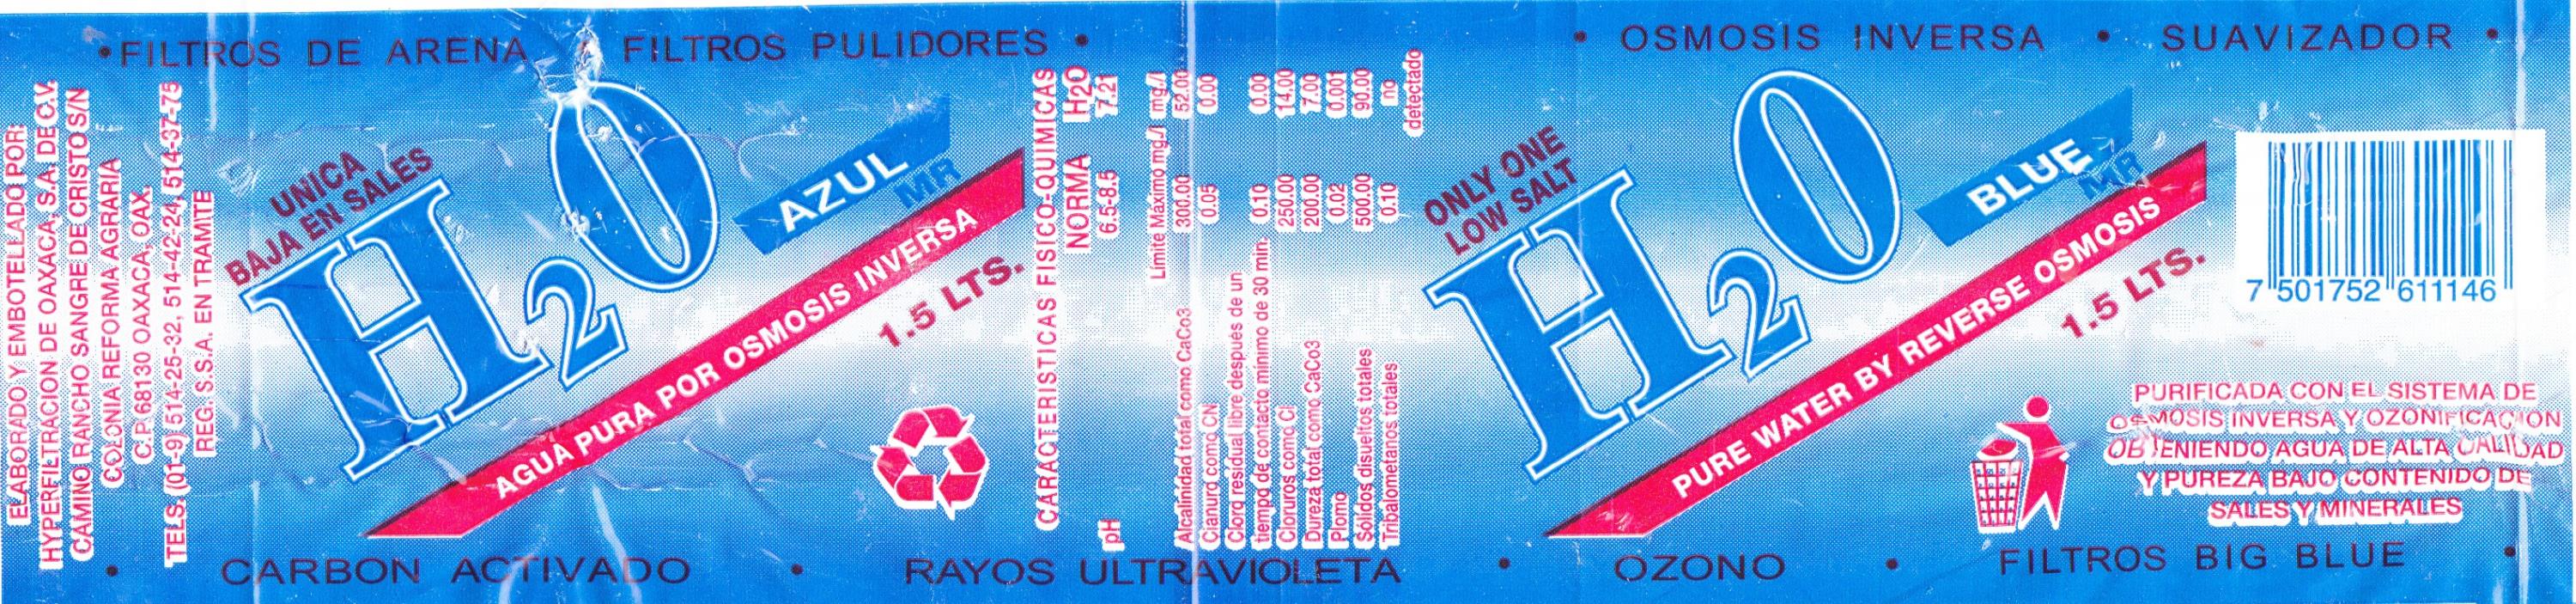 • FILTROS DE ARENA • FILTROS PULIDORES •
• OSMOSIS INVERSA • SUAVIZADOR •
ELABORADO Y EMBOTELLADO POR:
HYPERFILTRACION DE OAXACA, S.A. DE C.V.
CAMINO RANCHO SANGRE DE CRISTO S/N
COLONIA REFORMA AGRARIA
C.P. 68130 OAXACA, OAX.
TELS. (01-9) 514-25-32, 514-42-24, 514-37-75
REG. S.S.A. EN TRAMITE
UNICA
BAJA EN SALES
H2O
AZUL
MR
AGUA PURA POR OSMOSIS INVERSA
1.5 LTS.
CARACTERISTICAS FISICO-QUIMICAS
NORMA H2O
pH 6.5-8.5 7.21
Límite Máximo mg./l mg/l
Alcalinidad total como CaCo3 300.00 52.00
Cianuro como CN 0.05 0.00
Cloro residual libre después de un
tiempo de contacto mínimo de 30 min. 0.10 0.00
Cloruros como Cl 250.00 14.00
Dureza total como CaCo3 200.00 7.00
Plomo 0.02 0.001
Sólidos disueltos totales 500.00 90.00
Tribalometanos totales 0.10 no
detectado
ONLY ONE
LOW SALT
H2O
BLUE
MR
PURE WATER BY REVERSE OSMOSIS
1.5 LTS.
7 501752 611146
PURIFICADA CON EL SISTEMA DE
OSMOSIS INVERSA Y OZONIFICACION
OBTENIENDO AGUA DE ALTA CALIDAD
Y PUREZA BAJO CONTENIDO DE
SALES Y MINERALES
• CARBON ACTIVADO • RAYOS ULTRAVIOLETA •
OZONO • FILTROS BIG BLUE •